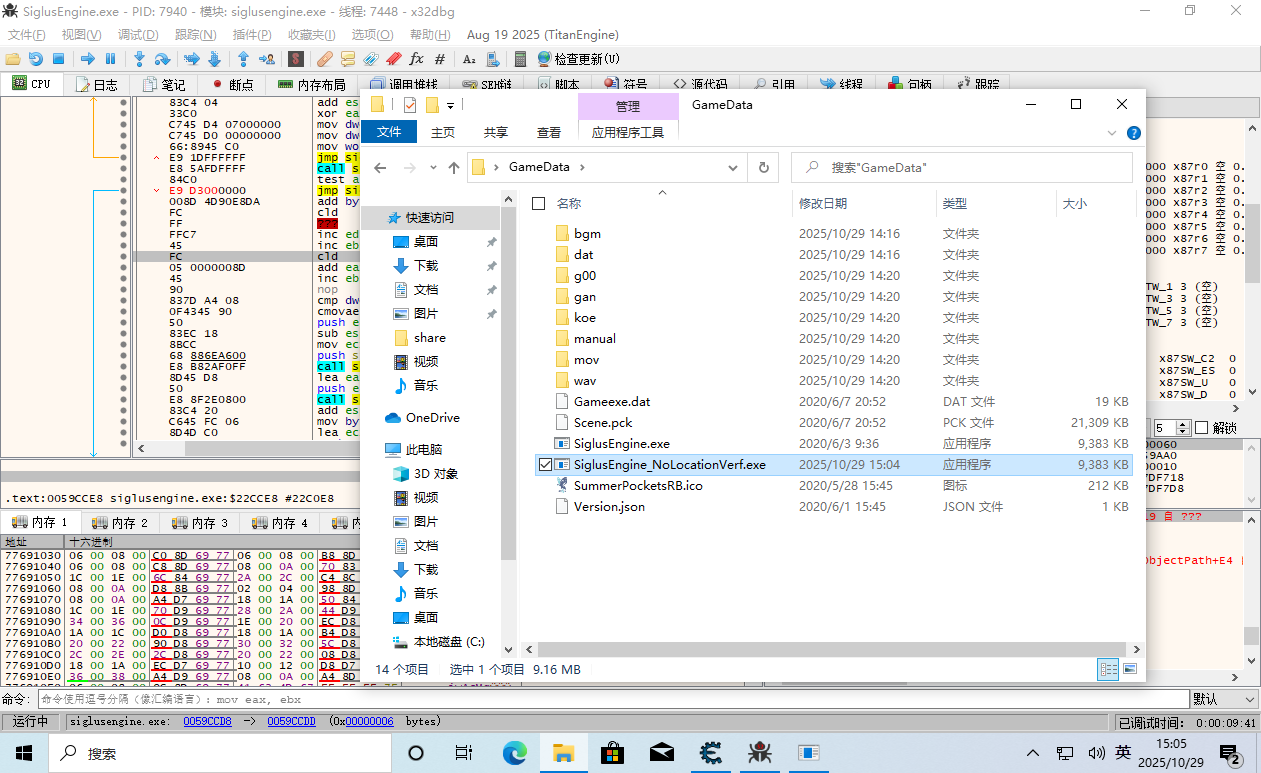 SiglusEngine.exe - PID: 7940 - 模块: siglusengine.exe - 线程: 7448 - x32dbg
文件(F) 视图(V) 调试(D) 跟踪(N) 插件(P) 收藏夹(I) 选项(O) 帮助(H) Aug 19 2025 (TitanEngine)
检查更新(U)
CPU 日志 笔记 断点 内存布局 调用堆栈 SEH链 脚本 符号 源代码 引用 线程 句柄 跟踪
83C4 04 add es
33C0 xor ea
C745 D4 07000000 mov dw
C745 D0 00000000 mov dw
66:8945 C0 mov wo
E9 1DFFFFFF jmp si
E8 5AFDFFFF call s
84C0 test a
E9 D3000000 jmp si
008D 4D90E8DA add by
FC cld
FF ???
FFC7 inc ed
45 inc eb
FC cld
05 0000008D add ea
45 inc eb
90 nop
837D A4 08 cmp dw
0F4345 90 cmovae
50 push e
83EC 18 sub es
8BCC mov ec
68 886EA600 push s
E8 B82AF0FF call s
8D45 D8 lea ea
50 push e
E8 8F2E0800 call s
83C4 20 add es
C645 FC 06 mov by
8D4D C0 lea ec
.text:0059CCE8 siglusengine.exe:$22CCE8 #22C0E8
内存 1 内存 2 内存 3 内存 4 内
地址 十六进制
77691030 06 00 08 00 C0 8D 69 77 06 00 08 00 B8 8D
77691040 06 00 08 00 C8 8D 69 77 08 00 0A 00 70 83
77691050 1C 00 1E 00 6C 84 69 77 2A 00 2C 00 C4 8C
77691060 08 00 0A 00 D8 8B 69 77 02 00 04 00 98 8D
77691070 08 00 0A 00 A4 D7 69 77 18 00 1A 00 50 84
77691080 1C 00 1E 00 70 D9 69 77 28 00 2A 00 44 D9
77691090 34 00 36 00 0C D9 69 77 1E 00 20 00 EC D8
776910A0 1A 00 1C 00 D0 D8 69 77 18 00 1A 00 B4 D8
776910B0 20 00 22 00 90 D8 69 77 30 00 32 00 5C D8
776910C0 2C 00 2E 00 2C D8 69 77 20 00 22 00 08 D8
776910D0 18 00 1A 00 EC D7 69 77 10 00 12 00 D8 D7
776910E0 36 00 38 00 A4 D9 69 77 08 00 0A 00 A4 8D
管理 GameData
文件 主页 共享 查看 应用程序工具
GameData 搜索"GameData"
快速访问
桌面
下载
文档
图片
share
视频
音乐
OneDrive
此电脑
3D 对象
视频
图片
文档
下载
音乐
桌面
本地磁盘 (C:)
名称 修改日期 类型 大小
bgm 2025/10/29 14:16 文件夹
dat 2025/10/29 14:16 文件夹
g00 2025/10/29 14:20 文件夹
gan 2025/10/29 14:20 文件夹
koe 2025/10/29 14:20 文件夹
manual 2025/10/29 14:20 文件夹
mov 2025/10/29 14:20 文件夹
wav 2025/10/29 14:20 文件夹
Gameexe.dat 2020/6/7 20:52 DAT 文件 19 KB
Scene.pck 2020/6/7 20:52 PCK 文件 21,309 KB
SiglusEngine.exe 2020/6/3 9:36 应用程序 9,383 KB
SiglusEngine_NoLocationVerf.exe 2025/10/29 15:04 应用程序 9,383 KB
SummerPocketsRB.ico 2020/5/28 15:45 图标 212 KB
Version.json 2020/6/1 15:45 JSON 文件 1 KB
14 个项目 选中 1 个项目 9.16 MB
000 x87r0 空 0.
000 x87r1 空 0.
000 x87r2 空 0.
000 x87r3 空 0.
000 x87r4 空 0.
000 x87r5 空 0.
000 x87r6 空 0.
000 x87r7 空 0.
TW_1 3 (空)
TW_3 3 (空)
TW_5 3 (空)
TW_7 3 (空)
x87SW_C2 0
x87SW_ES 0
x87SW_U 0
x87SW_D 0
5 解锁
00060
59AA0
00010
7DF718
7DF7D8
19 自 ???
bjectPath+E4
命令: 命令使用逗号分隔（像汇编语言）: mov eax, ebx 默认
运行中 siglusengine.exe: 0059CCD8 -> 0059CCDD (0x00000006 bytes) 已调试时间: 0:00:09:41
搜索 英 15:05
2025/10/29 2